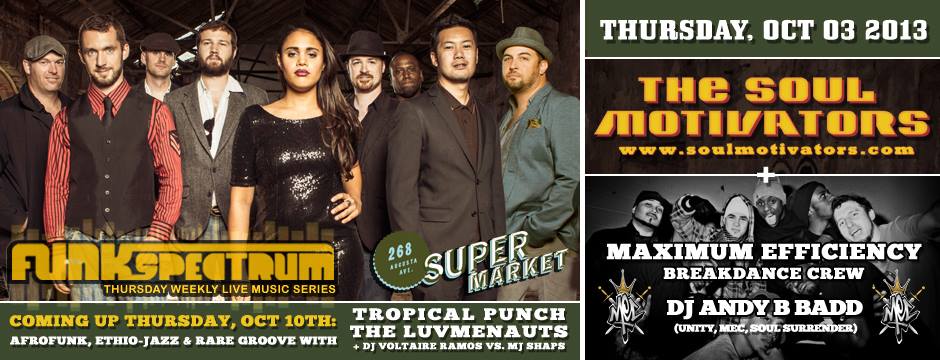 FUNKSPECTRUM
THURSDAY WEEKLY LIVE MUSIC SERIES
268
AUGUSTA
AVE.
SUPER
MARKET
COMING UP THURSDAY, OCT 10TH:
AFROFUNK, ETHIO-JAZZ & RARE GROOVE WITH
TROPICAL PUNCH
THE LUVMENAUTS
+ DJ VOLTAIRE RAMOS VS. MJ SHAPS
THURSDAY, OCT 03 2013
THE SOUL
MOTIVATORS
www.soulmotivators.com
+
MAXIMUM EFFICIENCY
BREAKDANCE CREW
DJ ANDY B BADD
(UNITY, MEC, SOUL SURRENDER)
MEC
MEC